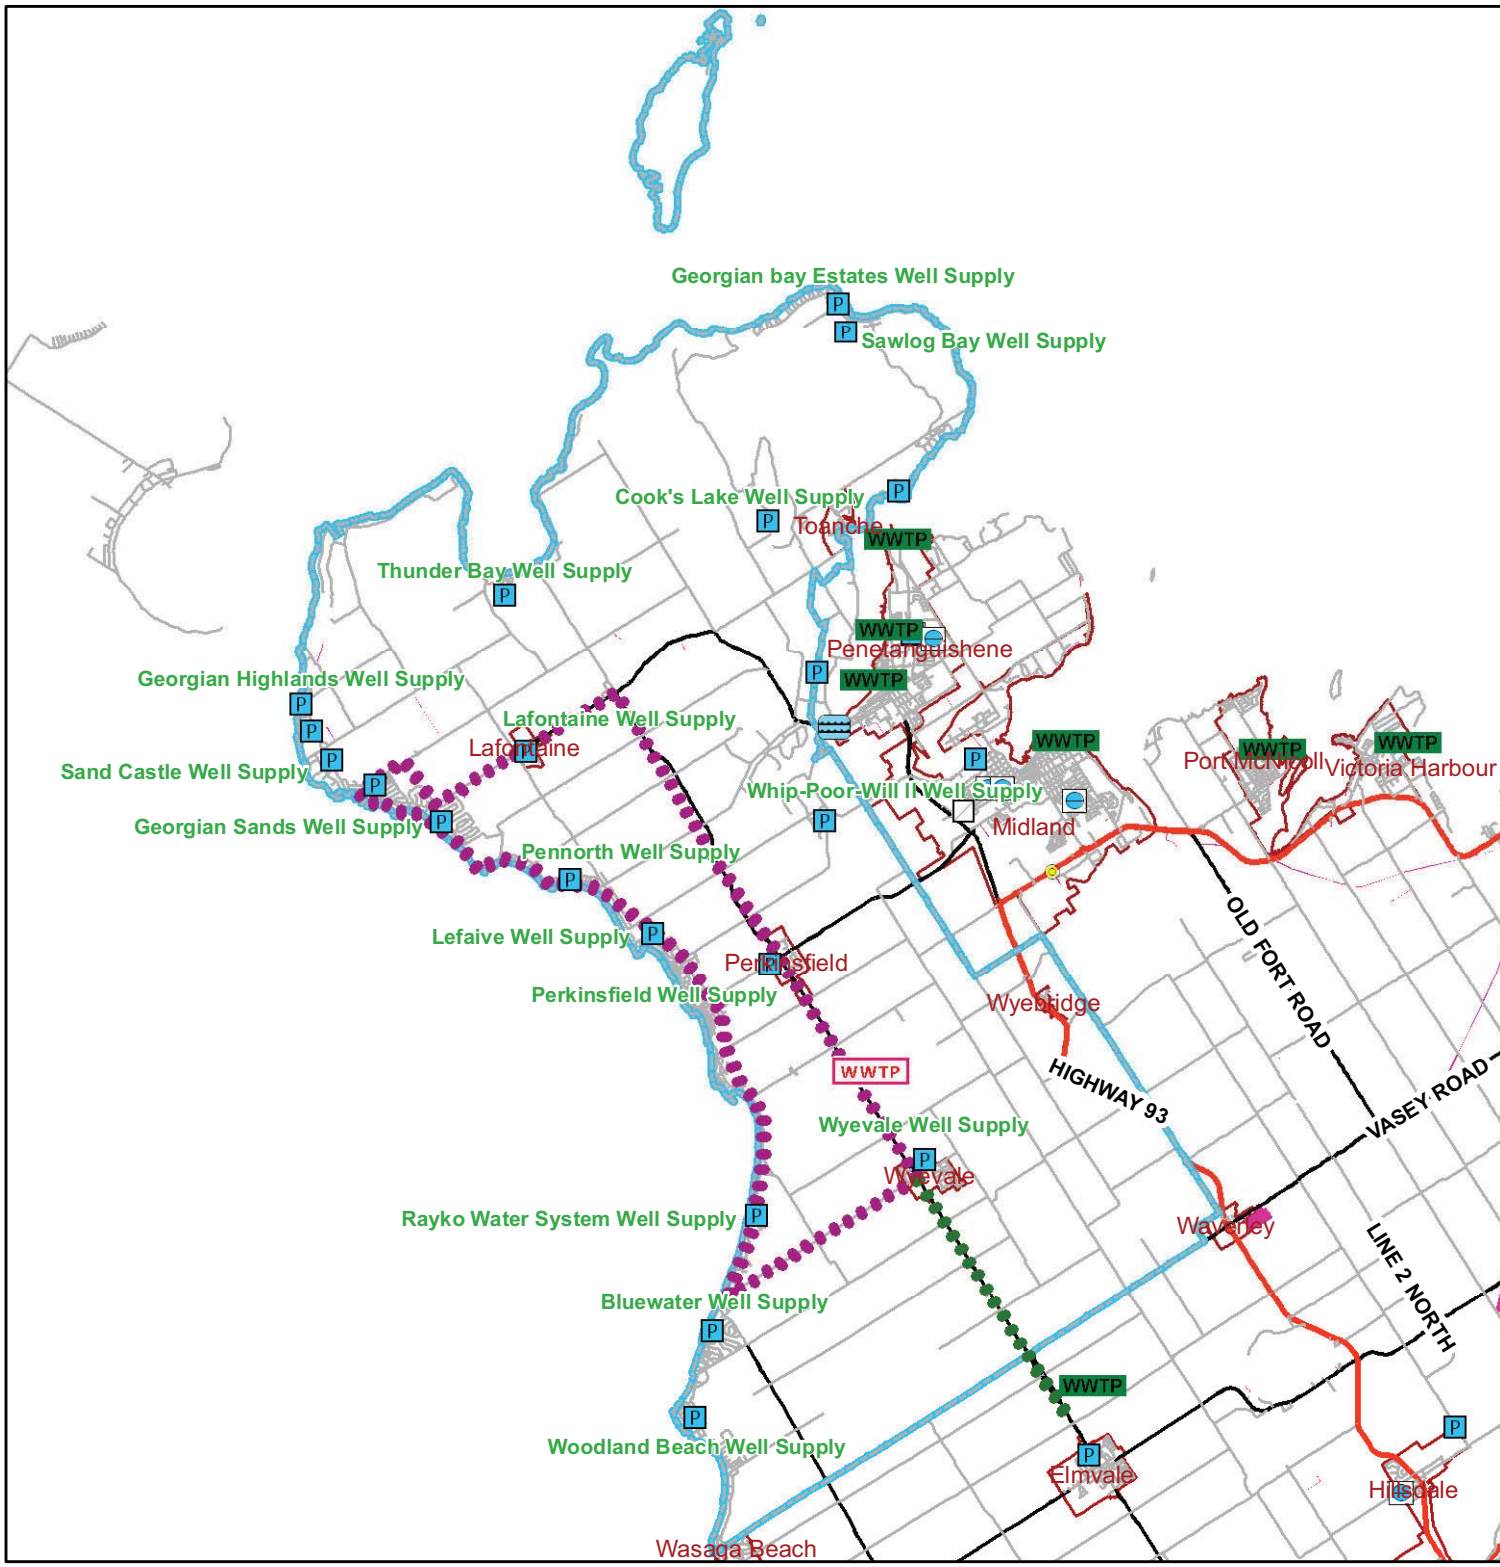 Georgian bay Estates Well Supply
P
P
Sawlog Bay Well Supply
P
Cook's Lake Well Supply
P
Toanche
WWTP
Thunder Bay Well Supply
P
WWTP
Penetanguishene
P
WWTP
Georgian Highlands Well Supply
P
P
P
Lafontaine Well Supply
P
Lafontaine
WWTP
P
WWTP
Port McNicoll
WWTP
Victoria Harbour
Sand Castle Well Supply
P
Whip-Poor-Will II Well Supply
P
Midland
Georgian Sands Well Supply
P
Pennorth Well Supply
P
Lefaive Well Supply
P
Perkinsfield
P
Perkinsfield Well Supply
Wyebridge
OLD FORT ROAD
HIGHWAY 93
VASEY ROAD
WWTP
Wyevale Well Supply
P
Wyevale
Rayko Water System Well Supply
P
Waverley
LINE 2 NORTH
Bluewater Well Supply
P
WWTP
P
Woodland Beach Well Supply
P
Elmvale
P
Hillsdale
Wasaga Beach